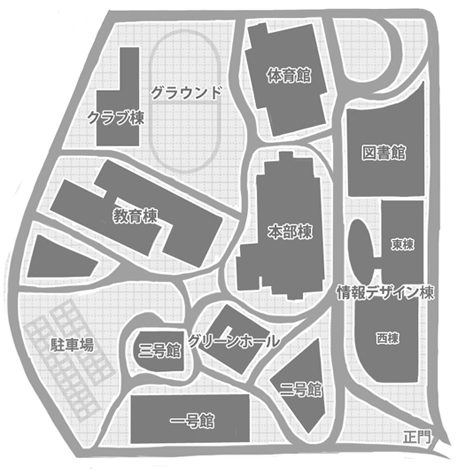 体育館
グラウンド
クラブ棟
図書館
教育棟
本部棟
東棟
情報デザイン棟
西棟
グリーンホール
駐車場
三号館
二号館
一号館
正門